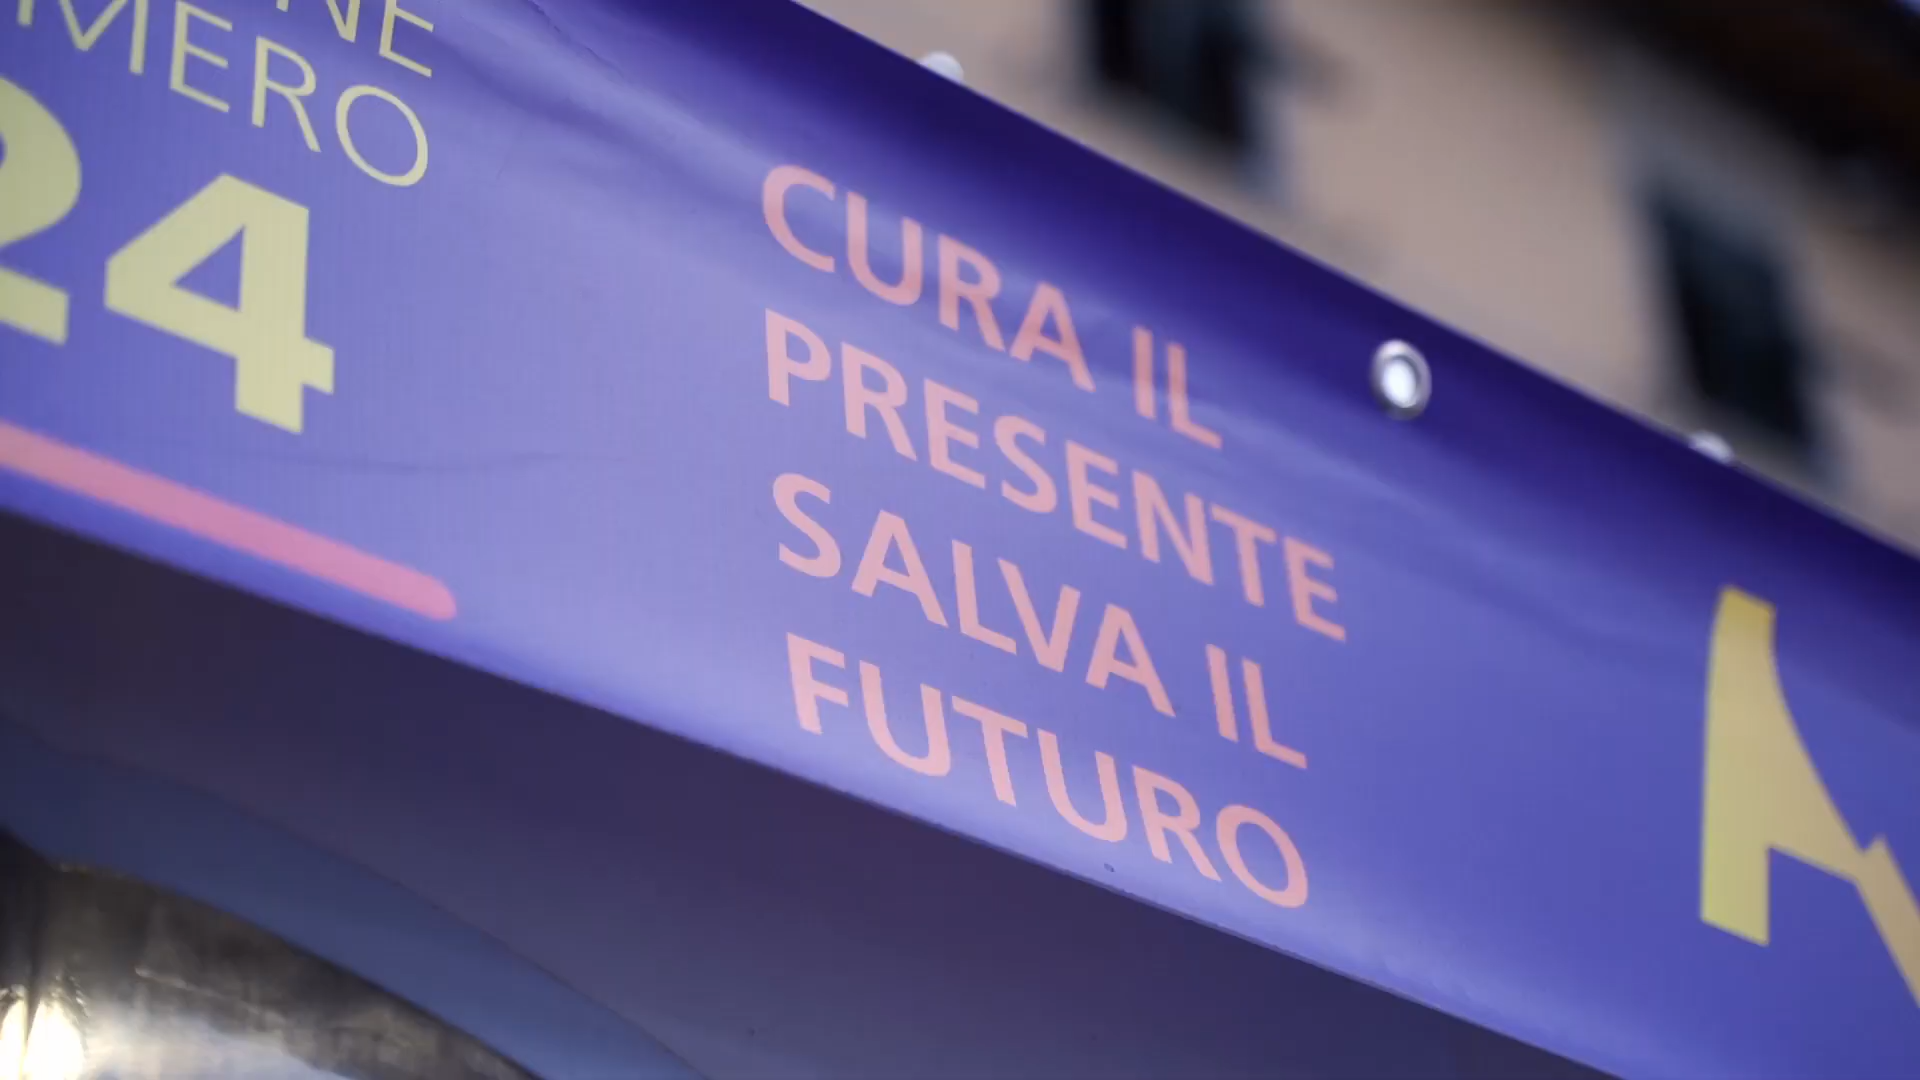 MERO
24
CURA IL
PRESENTE
SALVA IL
FUTURO